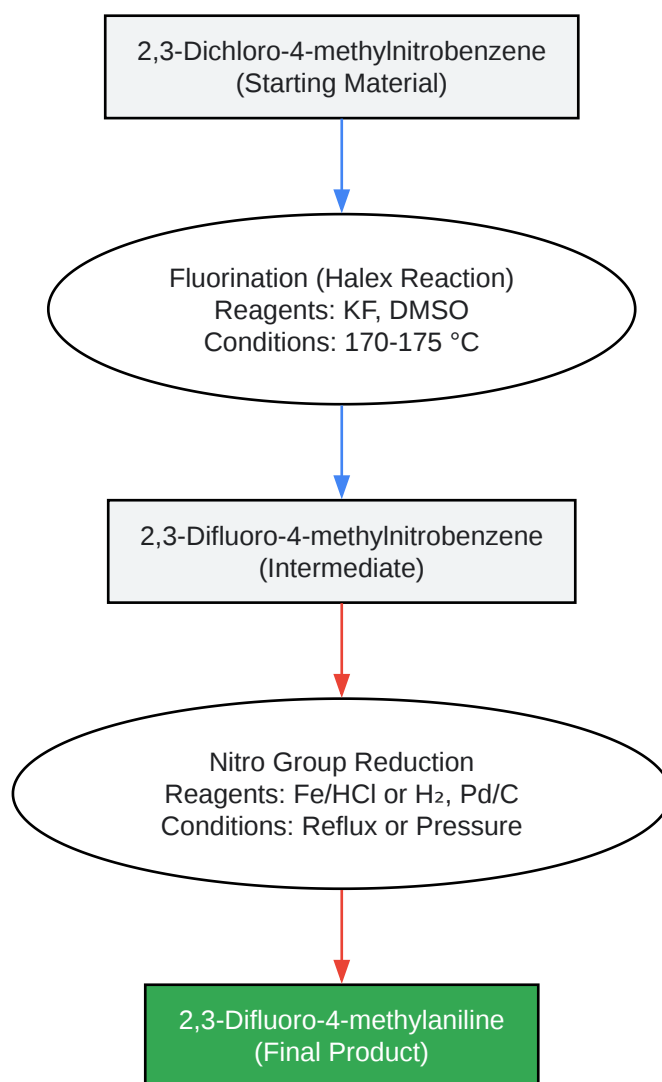 2,3-Dichloro-4-methylnitrobenzene
(Starting Material)
Fluorination (Halex Reaction)
Reagents: KF, DMSO
Conditions: 170-175 °C
2,3-Difluoro-4-methylnitrobenzene
(Intermediate)
Nitro Group Reduction
Reagents: Fe/HCl or H₂, Pd/C
Conditions: Reflux or Pressure
2,3-Difluoro-4-methylaniline
(Final Product)